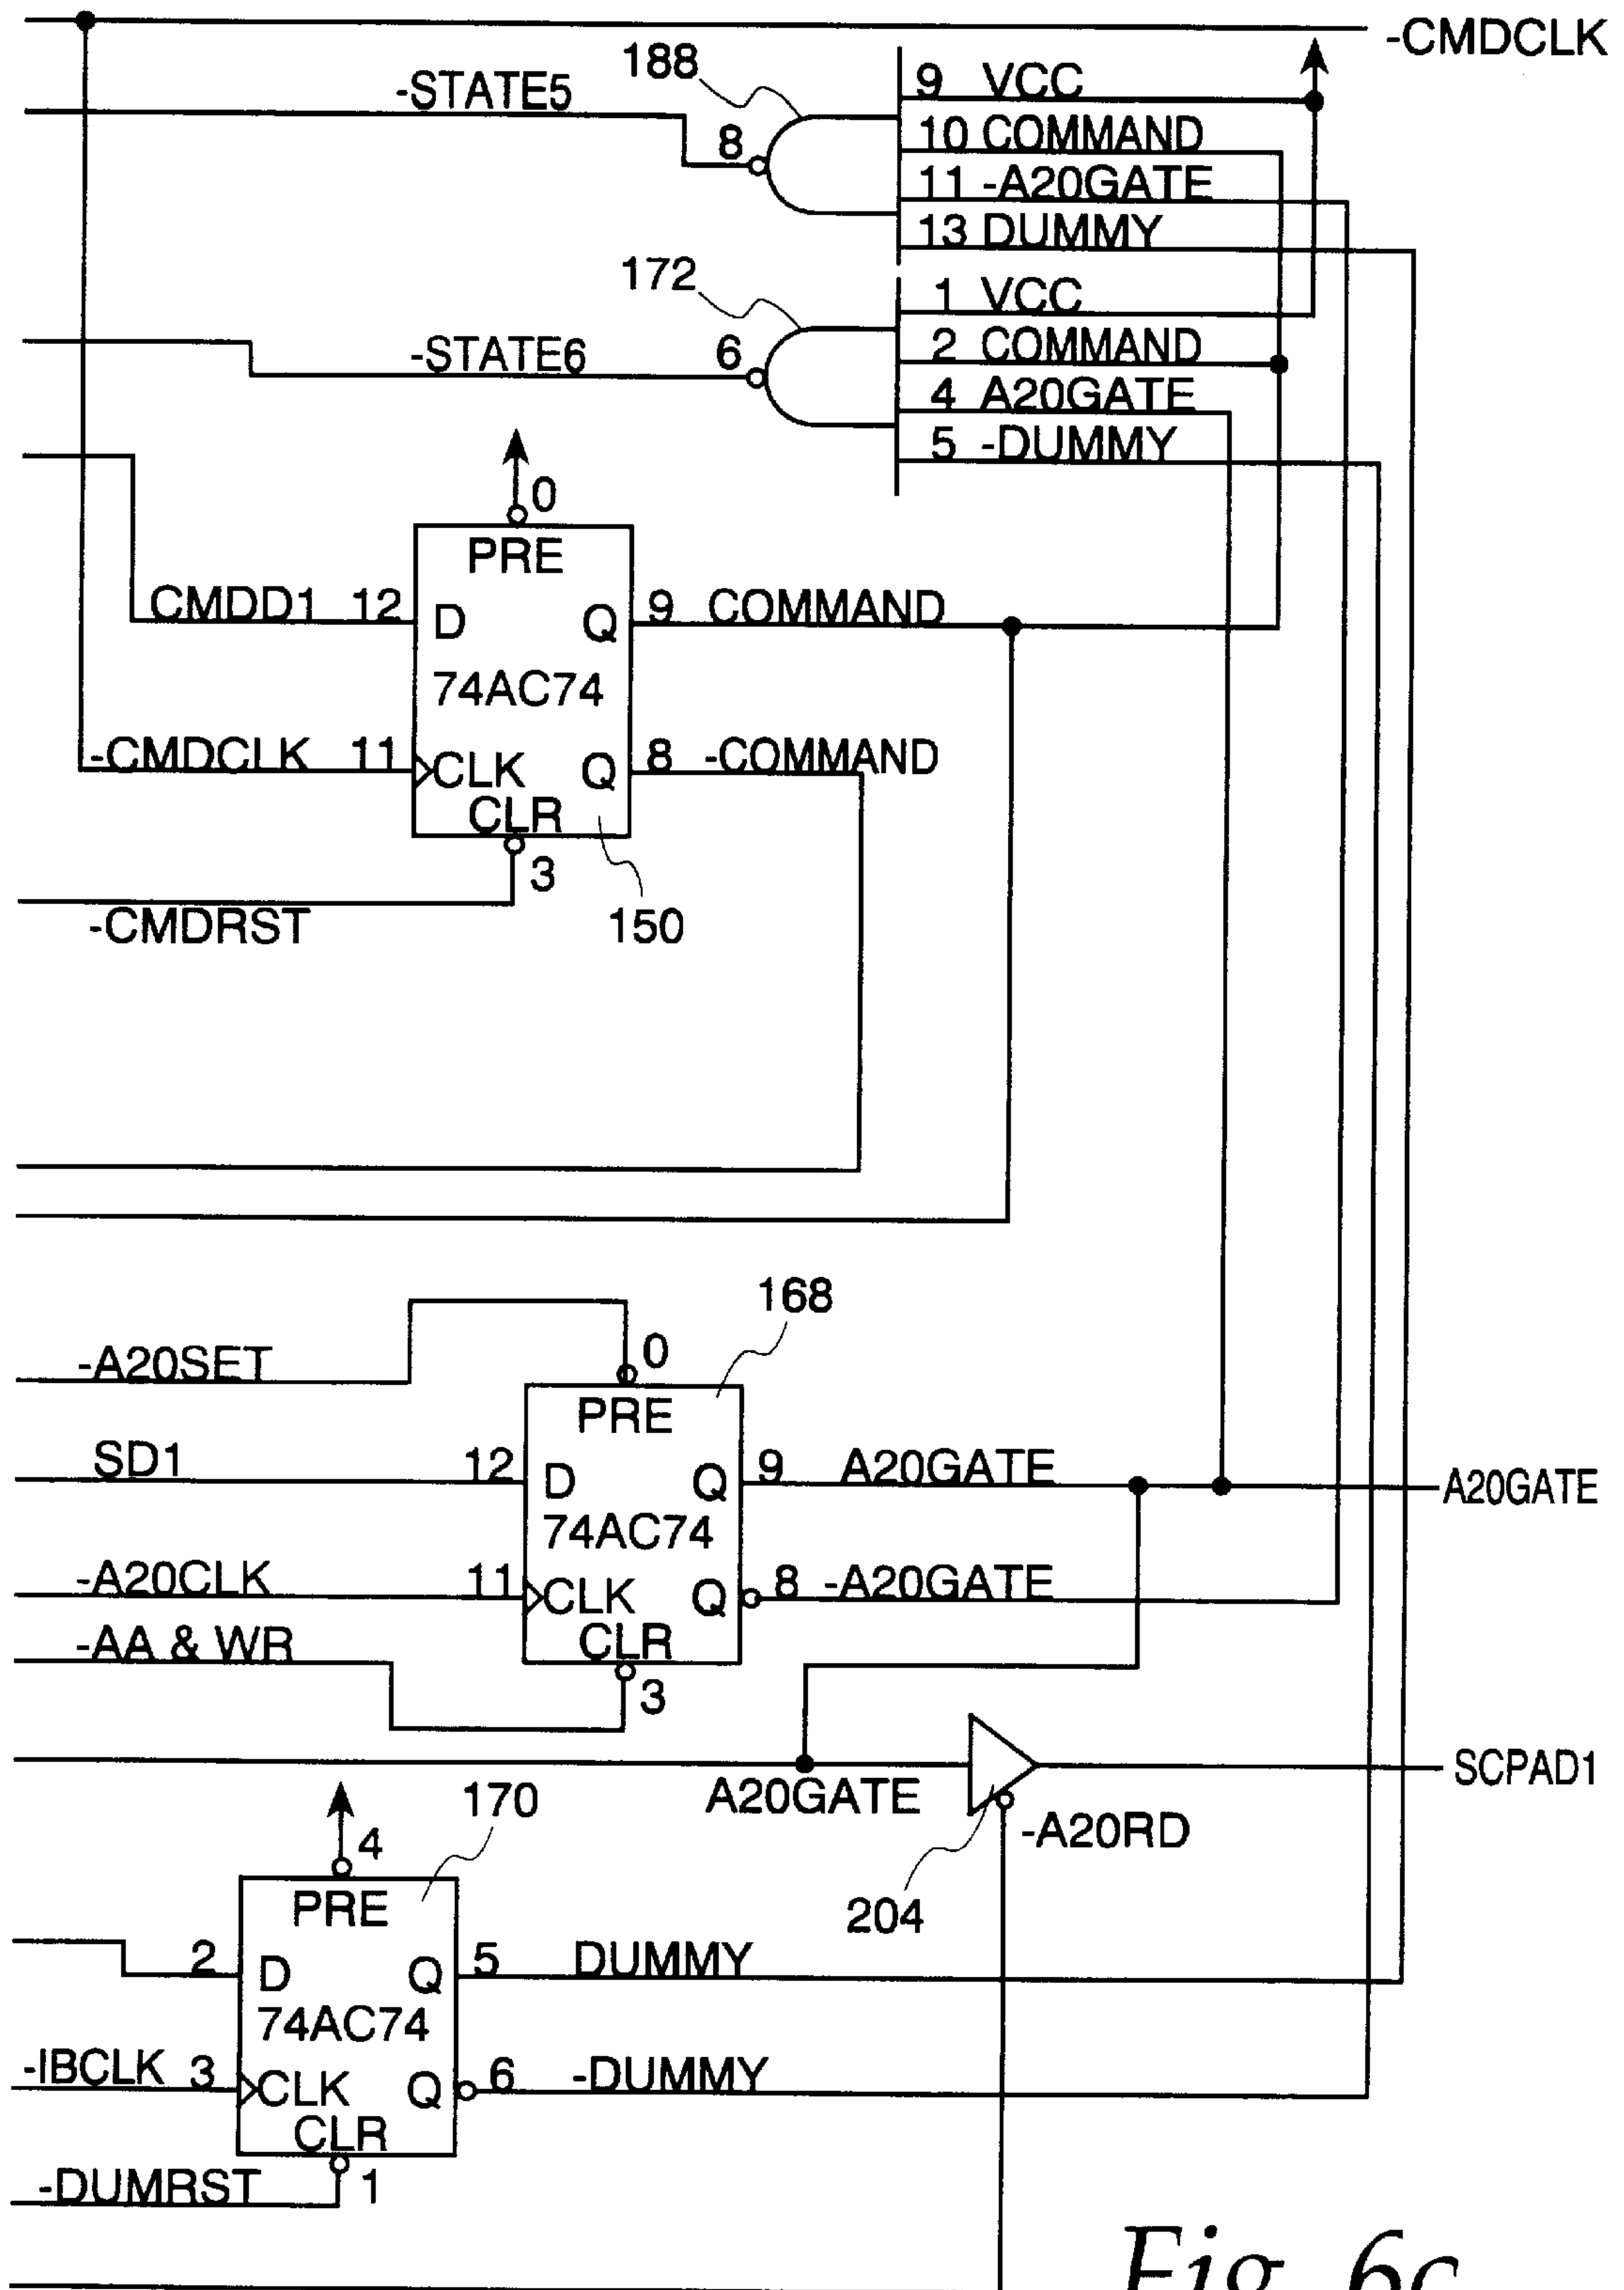 -CMDCLK
188
-STATE5
8
9 VCC
10 COMMAND
11 -A20GATE
13 DUMMY
172
-STATE6
6
1 VCC
2 COMMAND
4 A20GATE
5 -DUMMY
0
PRE
CMDD1 12
D Q
9 COMMAND
74AC74
-CMDCLK 11
CLK Q
8 -COMMAND
CLR
3
-CMDRST
150
168
-A20SET
0
PRE
SD1
12
D Q
9 A20GATE
A20GATE
74AC74
-A20CLK
11
CLK Q
8 -A20GATE
-AA & WR
CLR
3
A20GATE
SCPAD1
170
-A20RD
4
204
PRE
2
D Q
5 DUMMY
74AC74
-IBCLK 3
CLK Q
6 -DUMMY
CLR
-DUMRST
1
Fig. 6c